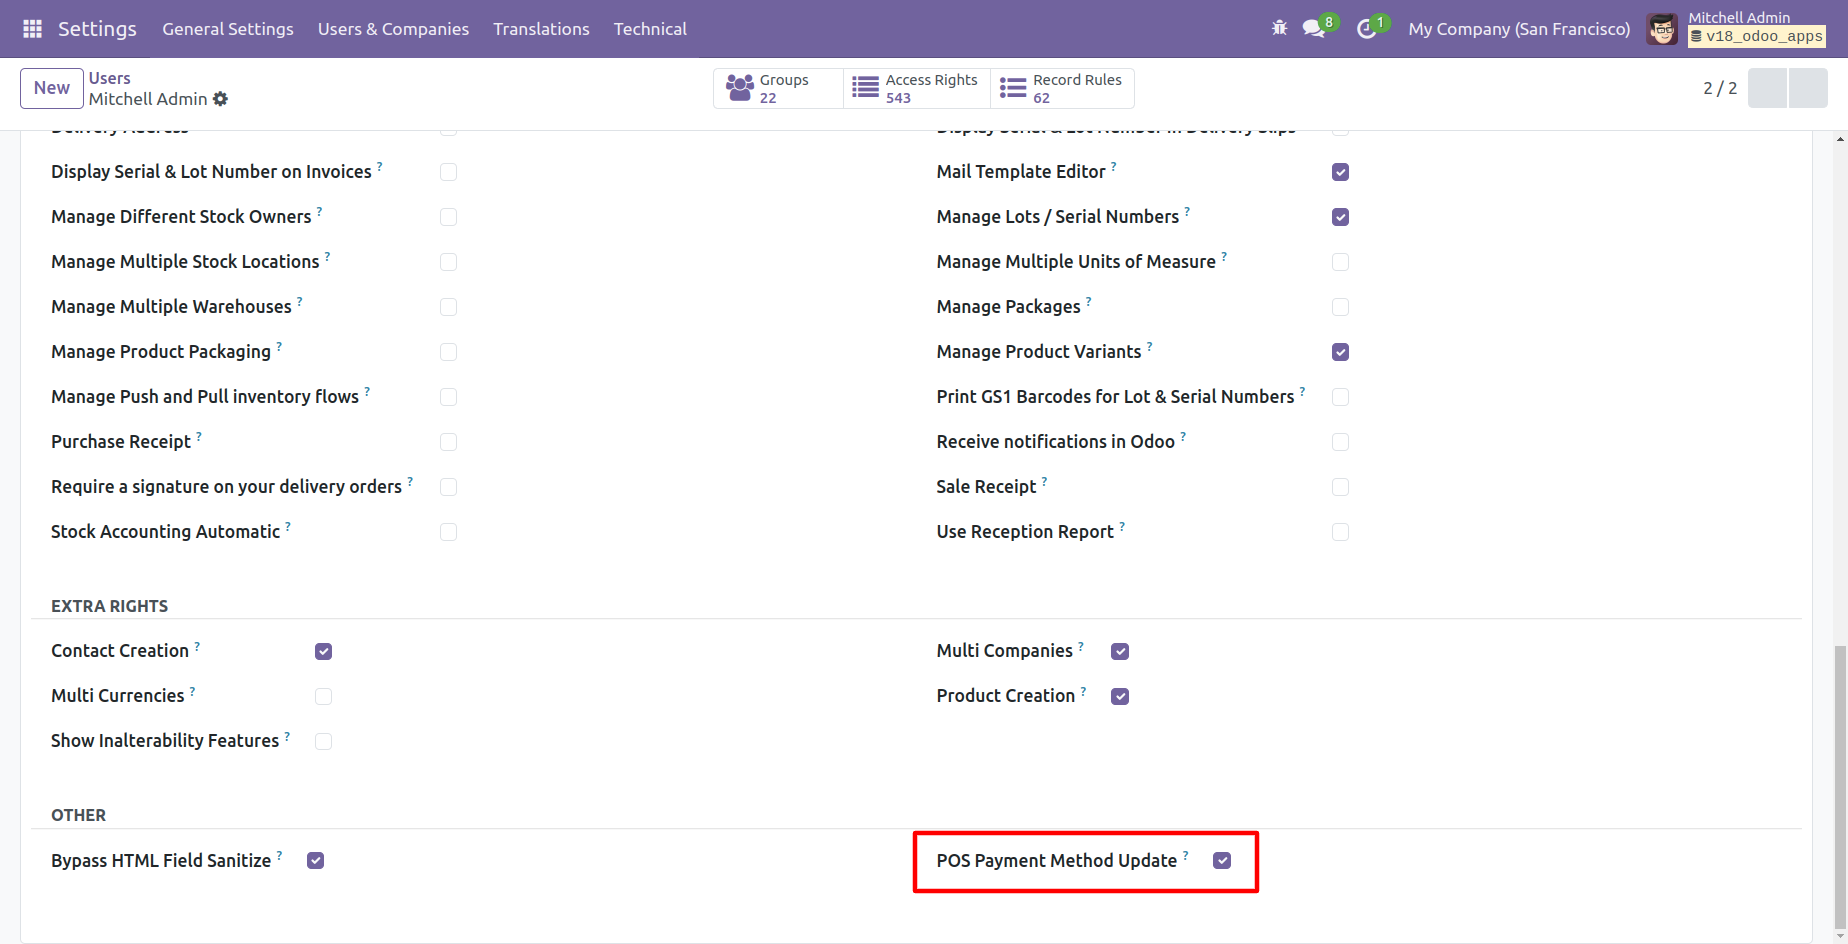 Settings General Settings Users & Companies Translations Technical 8 1 My Company (San Francisco) Mitchell Admin
v18_odoo_apps
New Users Groups Access Rights Record Rules 2 / 2
Mitchell Admin 22 543 62
Delivery Address Display Serial & Lot Number in Delivery Slips
Display Serial & Lot Number on Invoices ? Mail Template Editor ?
Manage Different Stock Owners ? Manage Lots / Serial Numbers ?
Manage Multiple Stock Locations ? Manage Multiple Units of Measure ?
Manage Multiple Warehouses ? Manage Packages ?
Manage Product Packaging ? Manage Product Variants ?
Manage Push and Pull inventory flows ? Print GS1 Barcodes for Lot & Serial Numbers ?
Purchase Receipt ? Receive notifications in Odoo ?
Require a signature on your delivery orders ? Sale Receipt ?
Stock Accounting Automatic ? Use Reception Report ?
EXTRA RIGHTS
Contact Creation ? Multi Companies ?
Multi Currencies ? Product Creation ?
Show Inalterability Features ?
OTHER
Bypass HTML Field Sanitize ? POS Payment Method Update ?